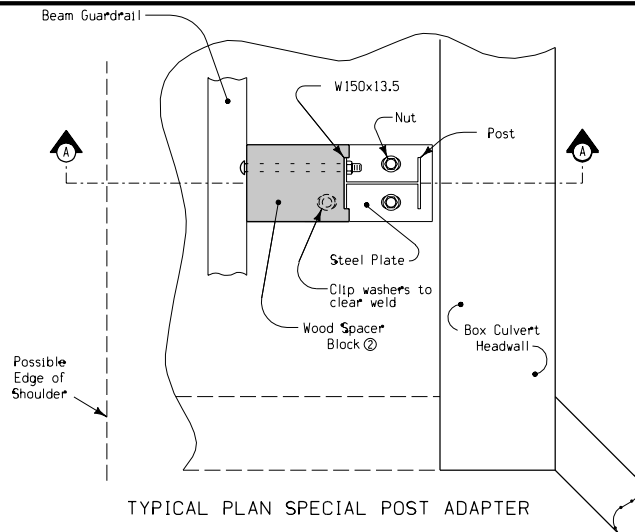 Beam Guardrail
W150x13.5
Nut
Post
A
A
Steel Plate
Clip washers to
clear weld
Wood Spacer
Block ②
Box Culvert
Headwall
Possible
Edge of
Shoulder
TYPICAL PLAN SPECIAL POST ADAPTER